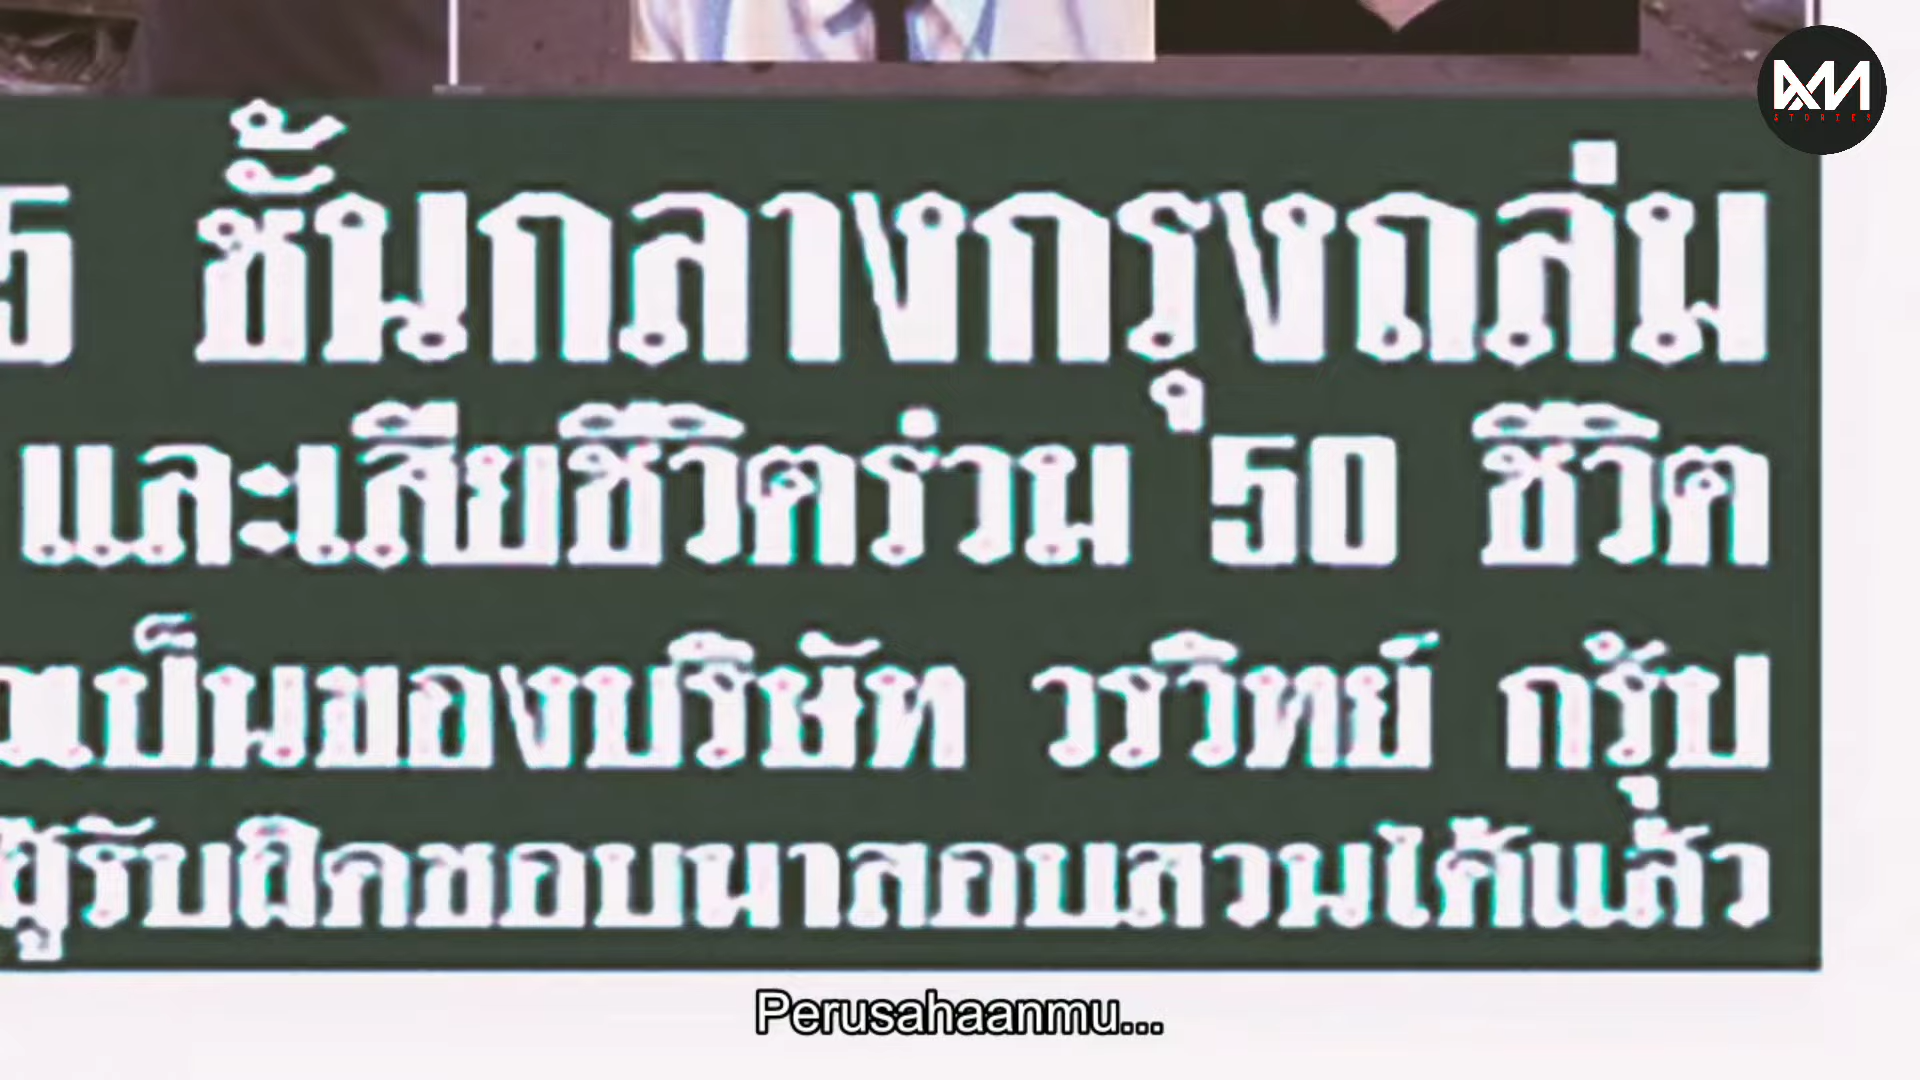 STORIES
5 ชั้นกลางกรุงถล่ม
และเสียชีวิตร่วม 50 ชีวิต
เป็นของบริษัท วรวิทย์ กรุ๊ป
ผู้รับผิดชอบมาสอบสวนได้แล้ว
Perusahaanmu...